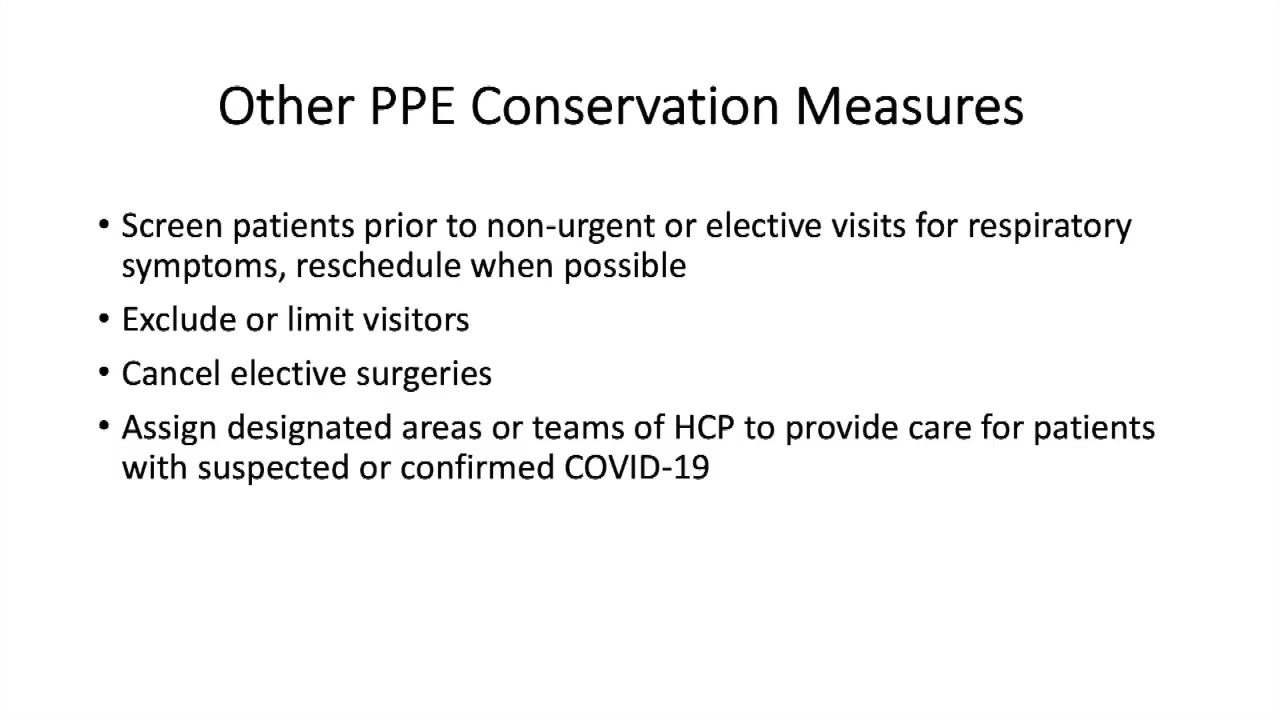 Other PPE Conservation Measures
• Screen patients prior to non-urgent or elective visits for respiratory
symptoms, reschedule when possible
• Exclude or limit visitors
• Cancel elective surgeries
• Assign designated areas or teams of HCP to provide care for patients
with suspected or confirmed COVID-19